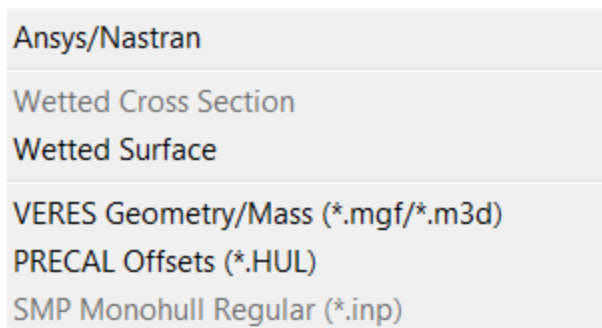 Ansys/Nastran
Wetted Cross Section
Wetted Surface
VERES Geometry/Mass (*.mgf/*.m3d)
PRECAL Offsets (*.HUL)
SMP Monohull Regular (*.inp)